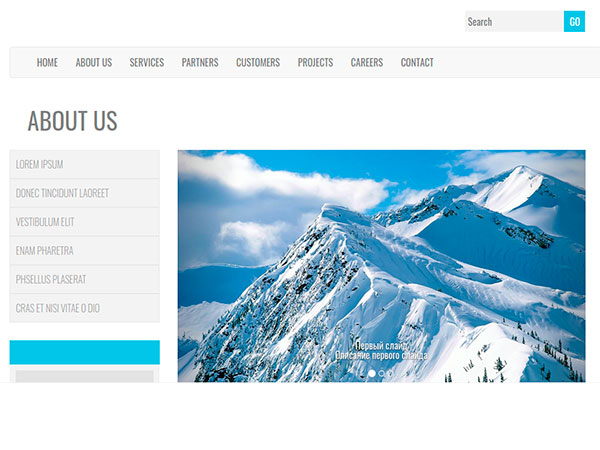 Search GO
HOME ABOUT US SERVICES PARTNERS CUSTOMERS PROJECTS CAREERS CONTACT
ABOUT US
LOREM IPSUM
DONEC TINCIDUNT LAOREET
VESTIBULUM ELIT
ENAM PHARETRA
PHSELLUS PLASERAT
CRAS ET NISI VITAE O DIO
Первый слайд
Описание первого слайда